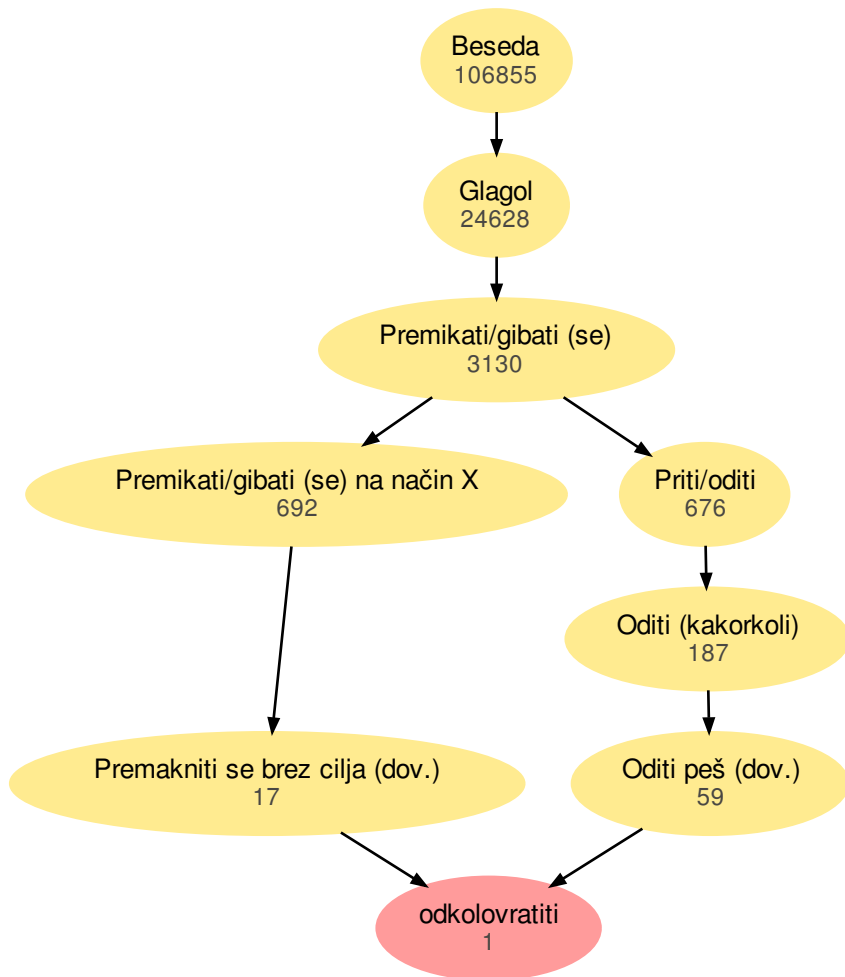 Beseda
106855
Glagol
24628
Premikati/gibati (se)
3130
Premikati/gibati (se) na način X
692
Priti/oditi
676
Oditi (kakorkoli)
187
Premakniti se brez cilja (dov.)
17
Oditi peš (dov.)
59
odkolovratiti
1